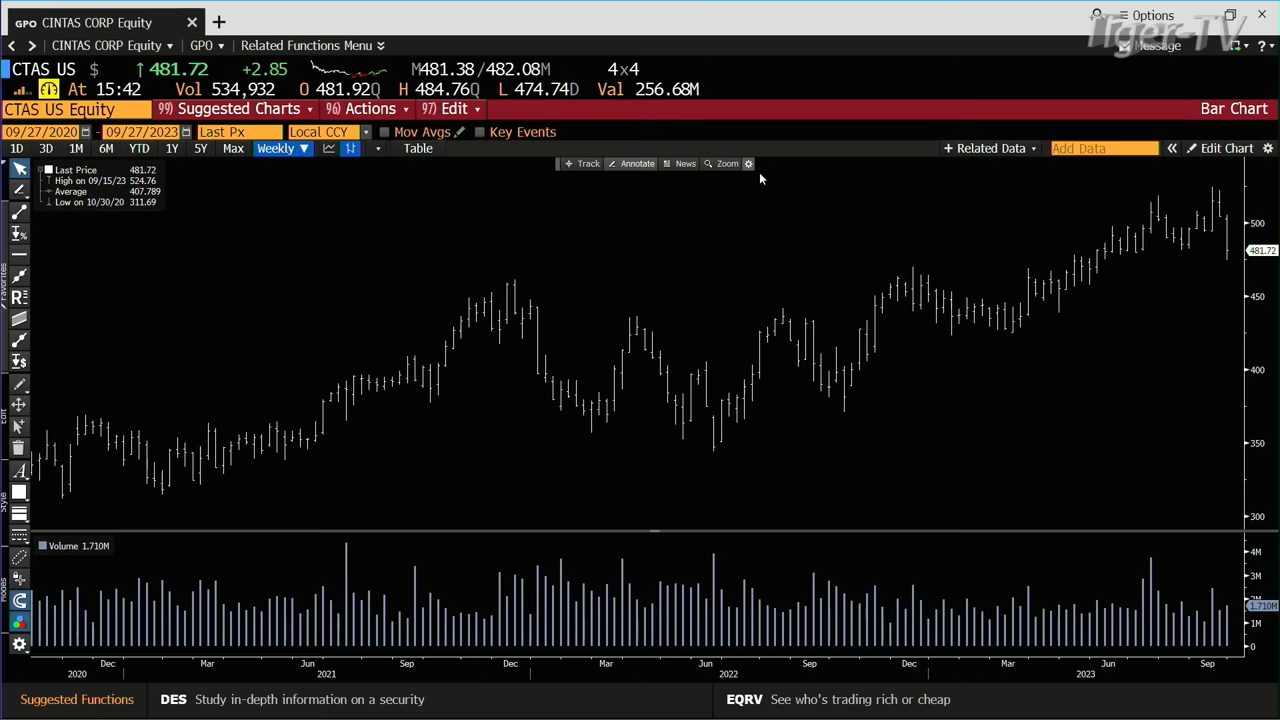 GPO CINTAS CORP Equity × +
Options
Tiger-TV
CINTAS CORP Equity GPO Related Functions Menu Message ?
CTAS US $ ↑ 481.72 +2.85 M481.38/482.08M 4x4
At 15:42 Vol 534,932 O 481.92Q H 484.76Q L 474.74D Val 256.68M
CTAS US Equity 99) Suggested Charts 96) Actions 97) Edit Bar Chart
09/27/2020 - 09/27/2023 Last Px Local CCY Mov Avgs Key Events
1D 3D 1M 6M YTD 1Y 5Y Max Weekly ▼ Table + Related Data Add Data « Edit Chart
Track Annotate News Zoom
Last Price 481.72
High on 09/15/23 524.76
Average 407.789
Low on 10/30/20 311.69
Favorites
Edit
Style
Modes
500
481.72
450
400
350
300
Volume 1.710M
4M
3M
2M
1.710M
1M
0
Dec Mar Jun Sep Dec Mar Jun Sep Dec Mar Jun Sep
2020 2021 2022 2023
Suggested Functions DES Study in-depth information on a security EQRV See who's trading rich or cheap